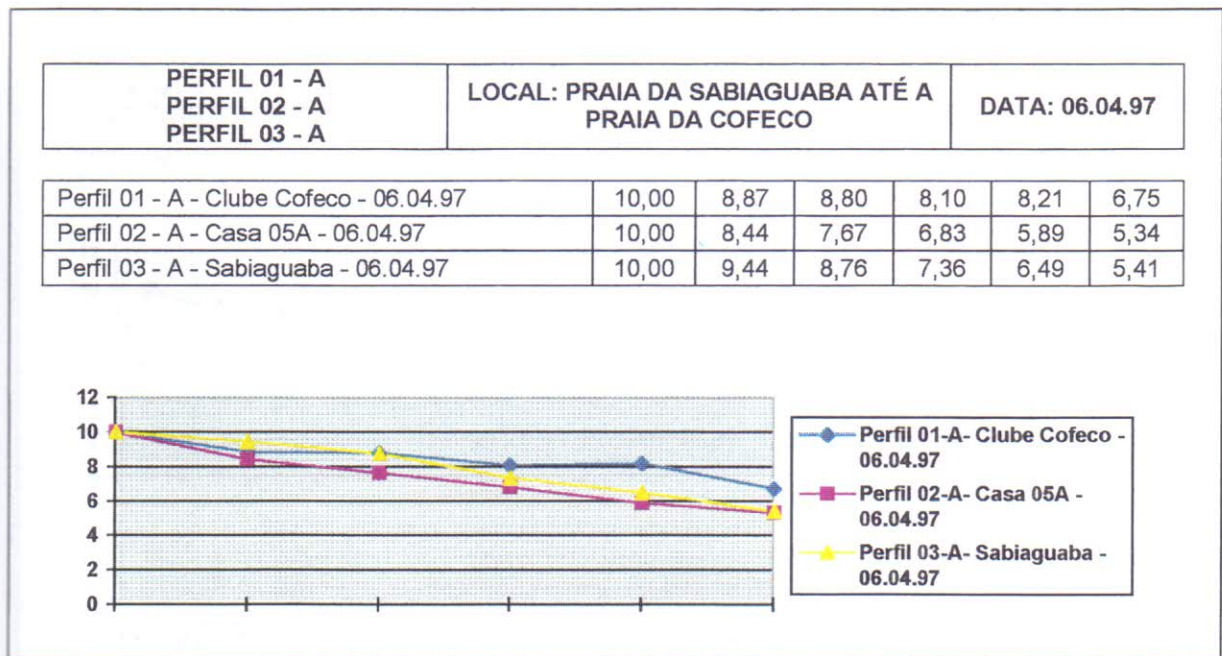 PERFIL 01 - A
PERFIL 02 - A
PERFIL 03 - A
LOCAL: PRAIA DA SABIAGUABA ATÉ A
PRAIA DA COFECO
DATA: 06.04.97
Perfil 01 - A - Clube Cofeco - 06.04.97 10,00 8,87 8,80 8,10 8,21 6,75
Perfil 02 - A - Casa 05A - 06.04.97 10,00 8,44 7,67 6,83 5,89 5,34
Perfil 03 - A - Sabiaguaba - 06.04.97 10,00 9,44 8,76 7,36 6,49 5,41
12
10
8
6
4
2
0
Perfil 01-A- Clube Cofeco -
06.04.97
Perfil 02-A- Casa 05A -
06.04.97
Perfil 03-A- Sabiaguaba -
06.04.97